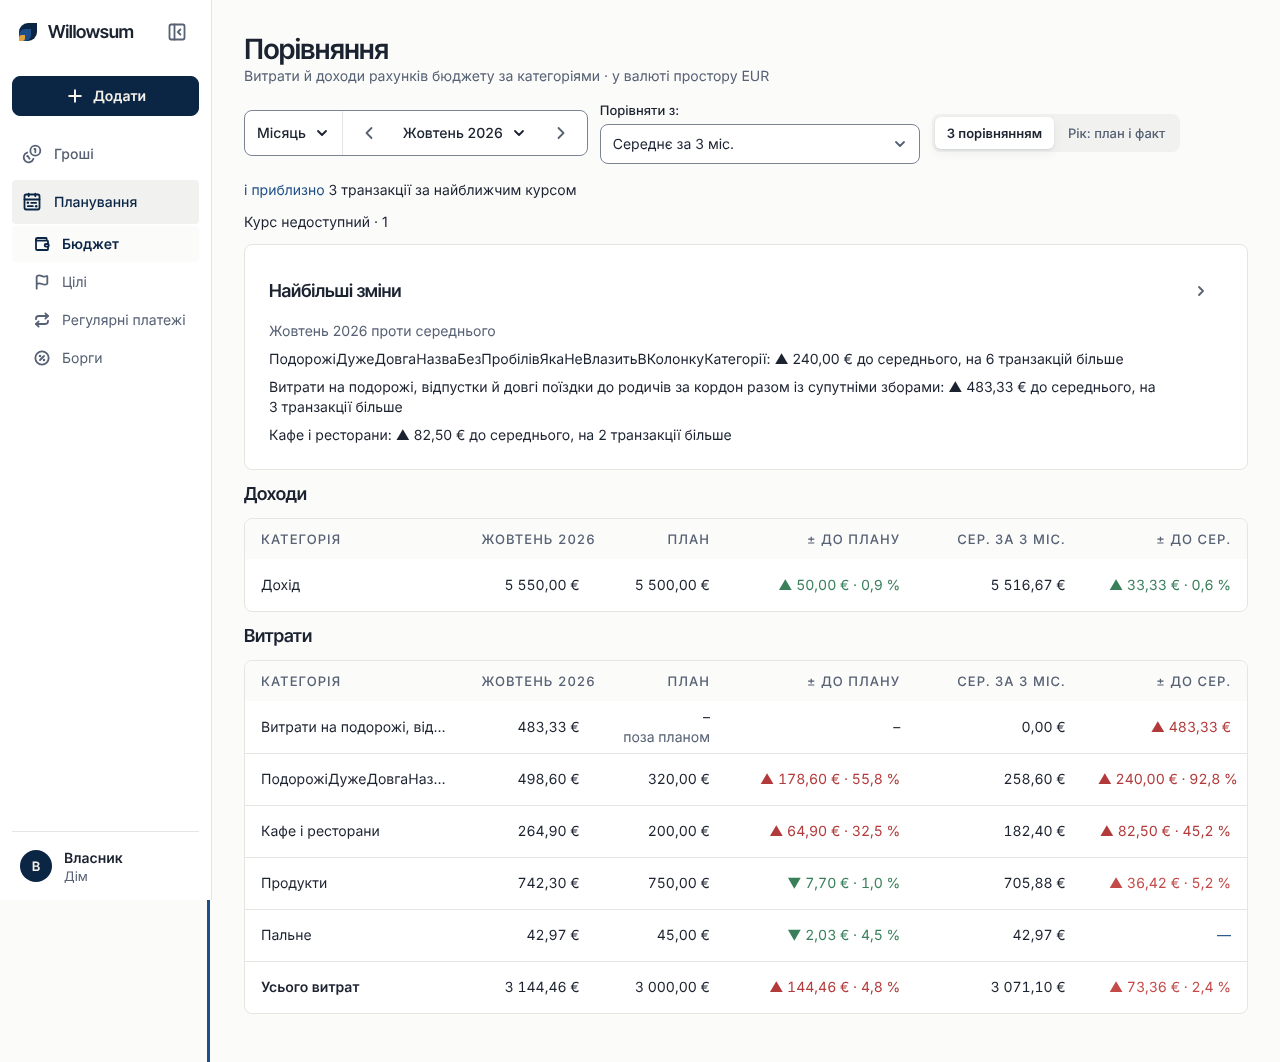 Willowsum
Додати
Гроші
Планування
Бюджет
Цілі
Регулярні платежі
Борги
В
Власник
Дім
Порівняння
Витрати й доходи рахунків бюджету за категоріями · у валюті простору EUR
Порівняти з:
Місяць
Жовтень 2026
Середнє за 3 міс.
З порівнянням
Рік: план і факт
і приблизно 3 транзакції за найближчим курсом
Курс недоступний · 1
Найбільші зміни
Жовтень 2026 проти середнього
ПодорожіДужеДовгаНазваБезПробілівЯкаНеВлазитьВКолонкуКатегорії: ▲ 240,00 € до середнього, на 6 транзакцій більше
Витрати на подорожі, відпустки й довгі поїздки до родичів за кордон разом із супутніми зборами: ▲ 483,33 € до середнього, на
3 транзакції більше
Кафе і ресторани: ▲ 82,50 € до середнього, на 2 транзакції більше
Доходи
КАТЕГОРІЯ ЖОВТЕНЬ 2026 ПЛАН ± ДО ПЛАНУ СЕР. ЗА 3 МІС. ± ДО СЕР.
Дохід 5 550,00 € 5 500,00 € ▲ 50,00 € · 0,9 % 5 516,67 € ▲ 33,33 € · 0,6 %
Витрати
КАТЕГОРІЯ ЖОВТЕНЬ 2026 ПЛАН ± ДО ПЛАНУ СЕР. ЗА 3 МІС. ± ДО СЕР.
Витрати на подорожі, від... 483,33 € – поза планом – 0,00 € ▲ 483,33 €
ПодорожіДужеДовгаНаз... 498,60 € 320,00 € ▲ 178,60 € · 55,8 % 258,60 € ▲ 240,00 € · 92,8 %
Кафе і ресторани 264,90 € 200,00 € ▲ 64,90 € · 32,5 % 182,40 € ▲ 82,50 € · 45,2 %
Продукти 742,30 € 750,00 € ▼ 7,70 € · 1,0 % 705,88 € ▲ 36,42 € · 5,2 %
Пальне 42,97 € 45,00 € ▼ 2,03 € · 4,5 % 42,97 € —
Усього витрат 3 144,46 € 3 000,00 € ▲ 144,46 € · 4,8 % 3 071,10 € ▲ 73,36 € · 2,4 %